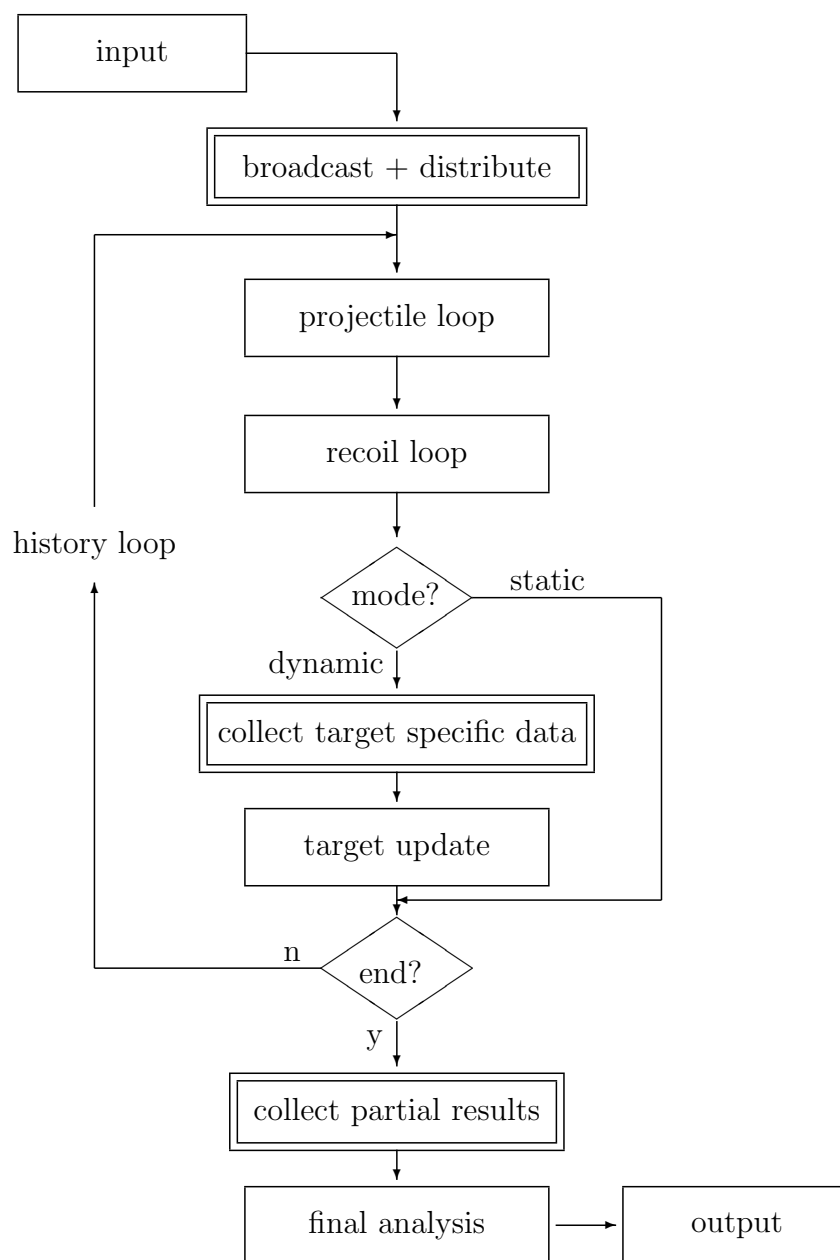 input
broadcast + distribute
projectile loop
recoil loop
history loop
mode?
static
dynamic
collect target specific data
target update
n
end?
y
collect partial results
final analysis
output